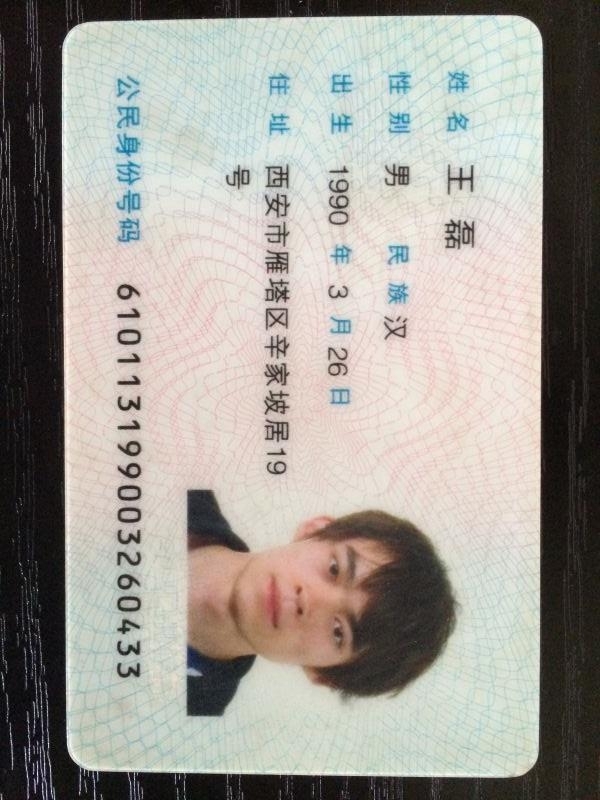 姓名 王磊
性别 男 民族 汉
出生 1990 年 3 月 26 日
住址 西安市雁塔区辛家坡居19
号
公民身份号码 610113199003260433